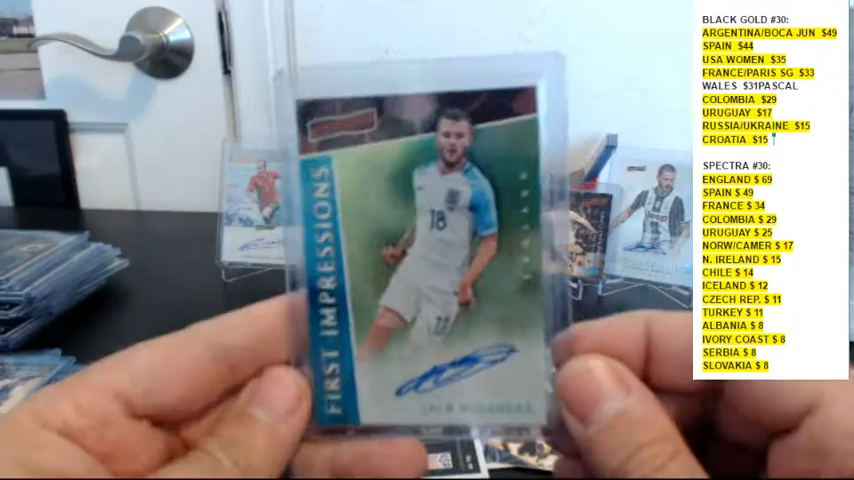 BLACK GOLD #30:
ARGENTINA/BOCA JUN $49
SPAIN $44
USA WOMEN $35
FRANCE/PARIS SG $33
WALES $31PASCAL
COLOMBIA $29
URUGUAY $17
RUSSIA/UKRAINE $15
CROATIA $15
SPECTRA #30:
ENGLAND $ 69
SPAIN $ 49
FRANCE $ 34
COLOMBIA $ 29
URUGUAY $ 25
NORW/CAMER $ 17
N. IRELAND $ 15
CHILE $ 14
ICELAND $ 12
CZECH REP. $ 11
TURKEY $ 11
ALBANIA $ 8
IVORY COAST $ 8
SERBIA $ 8
SLOVAKIA $ 8
FIRST IMPRESSIONS
18
Jeep